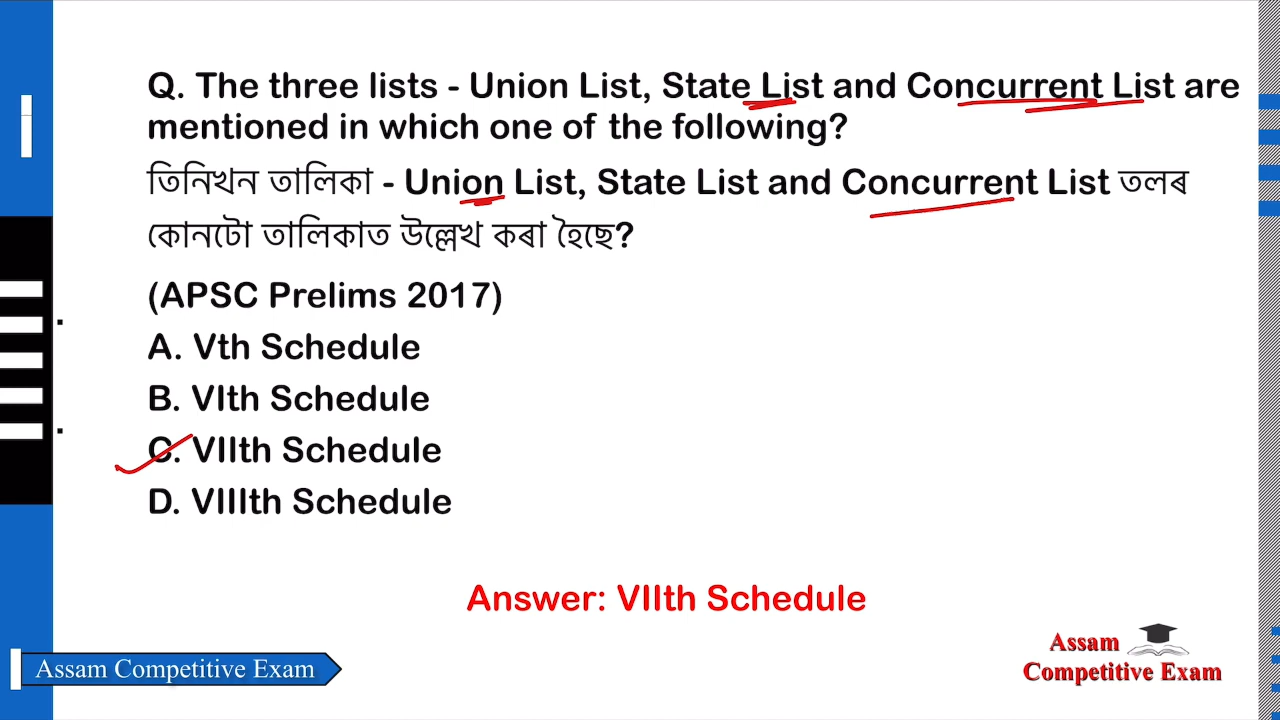 Q. The three lists - Union List, State List and Concurrent List are
mentioned in which one of the following?
তিনিখন তালিকা - Union List, State List and Concurrent List তলৰ
কোনটো তালিকাত উল্লেখ কৰা হৈছে?
(APSC Prelims 2017)
A. Vth Schedule
B. VIth Schedule
C. VIIth Schedule
D. VIIIth Schedule
Answer: VIIth Schedule
Assam Competitive Exam
Assam
Competitive Exam